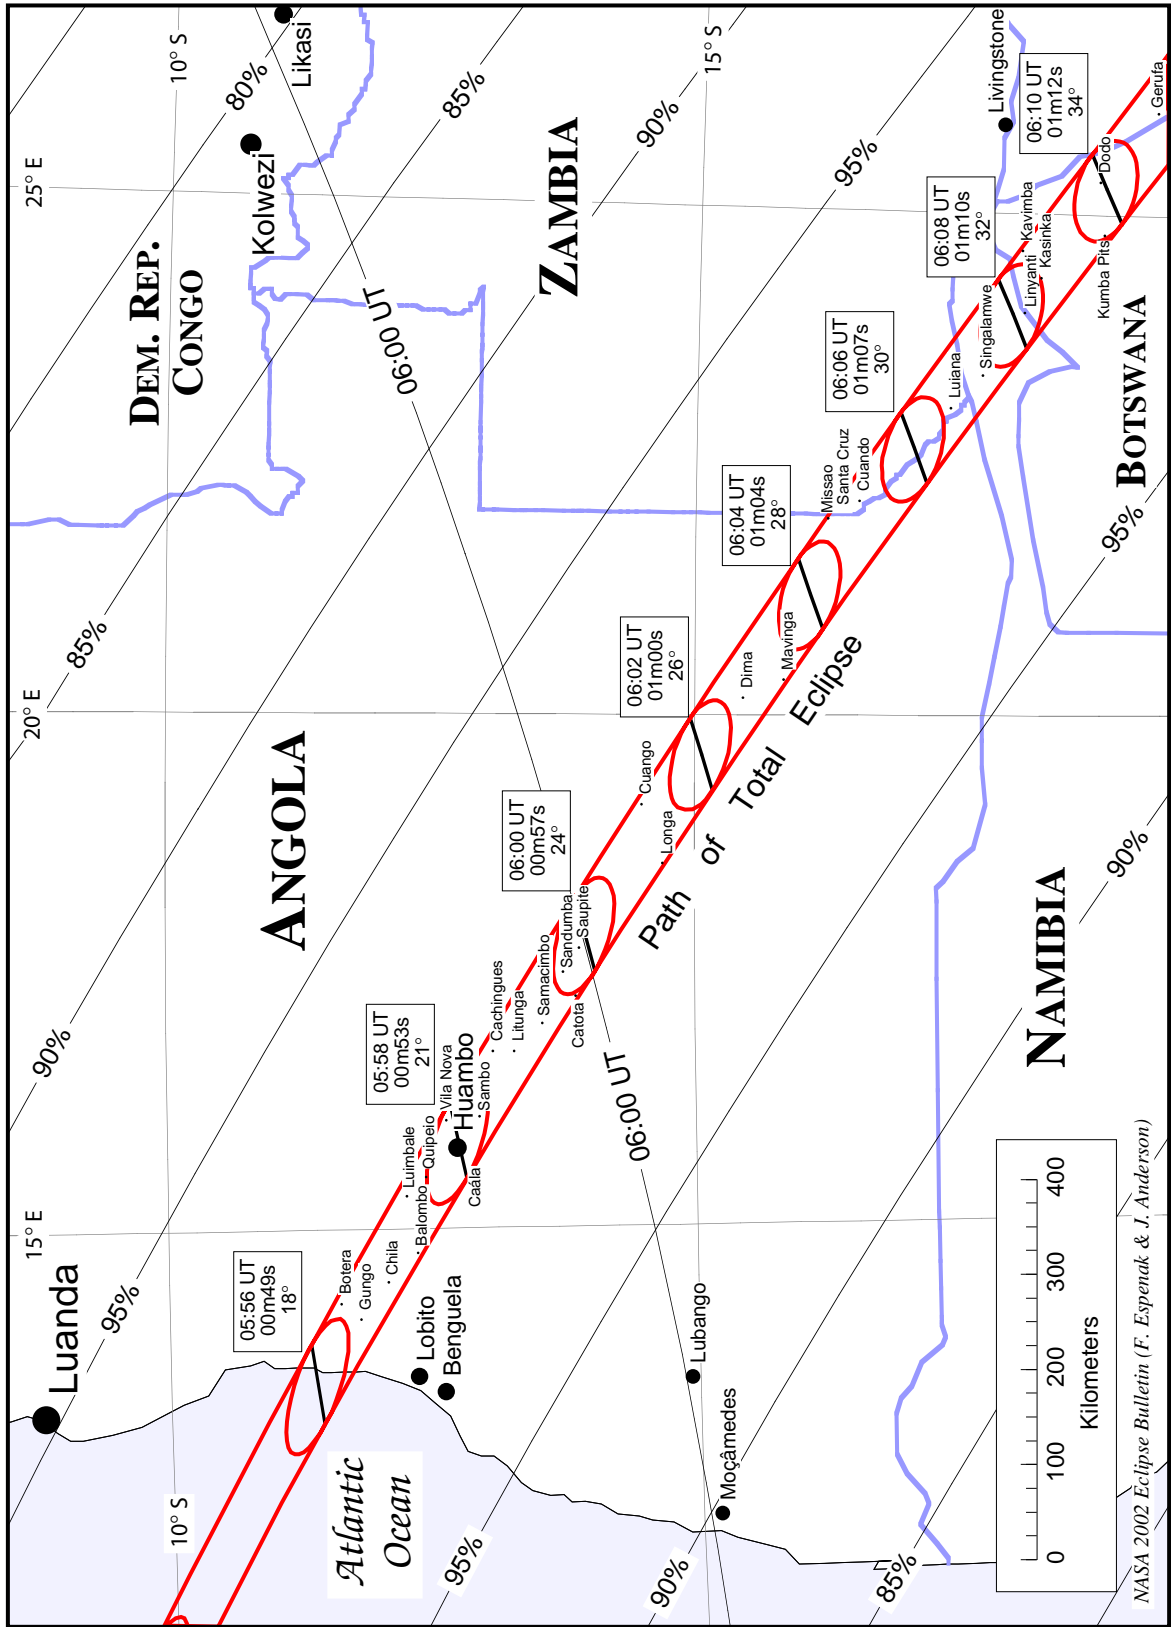 10° S
15° S
10° S
25° E
20° E
15° E
DEM. REP.
CONGO
ZAMBIA
ANGOLA
BOTSWANA
NAMIBIA
Atlantic
Ocean
Likasi
Kolwezi
Livingstone
Luanda
Lobito
Benguela
Lubango
Moçâmedes
Huambo
80%
85%
90%
95%
85%
90%
95%
95%
90%
95%
90%
85%
06:00 UT
06:00 UT
05:56 UT
00m49s
18°
05:58 UT
00m53s
21°
06:00 UT
00m57s
24°
06:02 UT
01m00s
26°
06:04 UT
01m04s
28°
06:06 UT
01m07s
30°
06:08 UT
01m10s
32°
06:10 UT
01m12s
34°
Botera
Gungo
Chila
Balombo
Luimbale
Quipeio
Vila Nova
Caála
Sambo
Cachingues
Litunga
Samacimbo
Catota
Sandumba
Saupite
Longa
Cuango
Dima
Mavinga
Missao
Santa Cruz
Cuando
Luiana
Singalamwe
Linyanti
Kavimba
Kasinka
Kumba Pits
Dodo
Gerufa
Path of Total Eclipse
0 100 200 300 400
Kilometers
NASA 2002 Eclipse Bulletin (F. Espenak & J. Anderson)